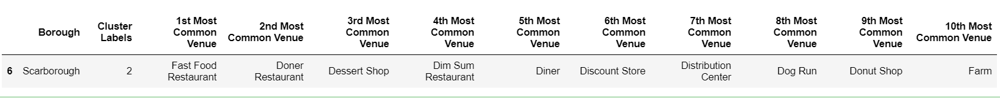 Borough Cluster Labels 1st Most Common Venue 2nd Most Common Venue 3rd Most Common Venue 4th Most Common Venue 5th Most Common Venue 6th Most Common Venue 7th Most Common Venue 8th Most Common Venue 9th Most Common Venue 10th Most Common Venue
6 Scarborough 2 Fast Food Restaurant Doner Restaurant Dessert Shop Dim Sum Restaurant Diner Discount Store Distribution Center Dog Run Donut Shop Farm